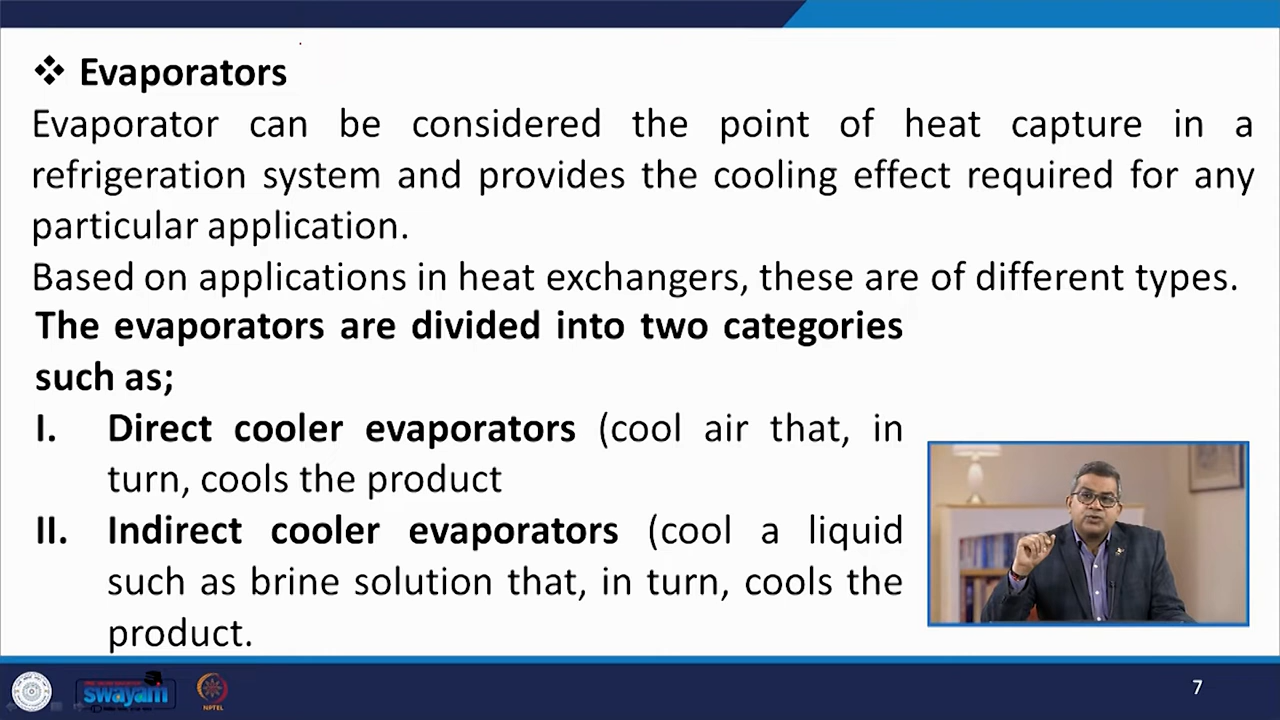 ❖ Evaporators
Evaporator can be considered the point of heat capture in a
refrigeration system and provides the cooling effect required for any
particular application.
Based on applications in heat exchangers, these are of different types.
The evaporators are divided into two categories
such as;
I. Direct cooler evaporators (cool air that, in
turn, cools the product
II. Indirect cooler evaporators (cool a liquid
such as brine solution that, in turn, cools the
product.
swayam
NPTEL
7